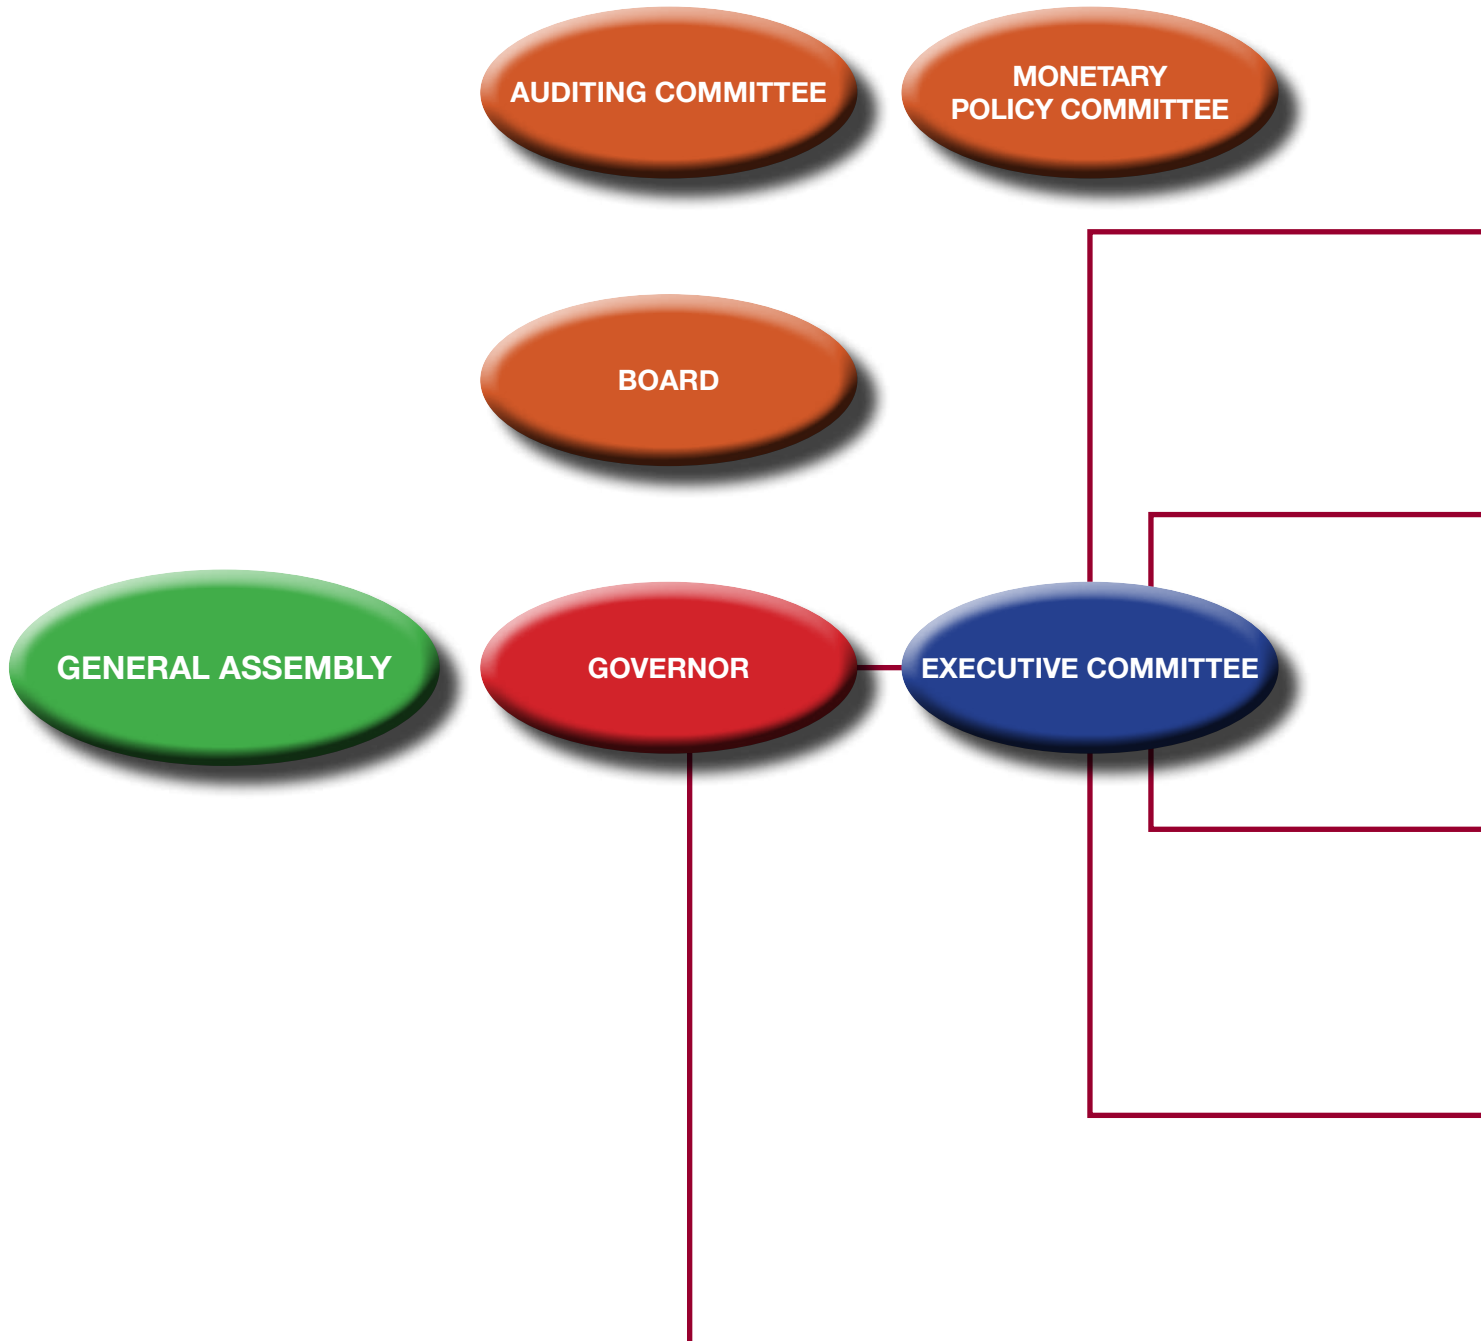 AUDITING COMMITTEE
MONETARY
POLICY COMMITTEE
BOARD
GENERAL ASSEMBLY
GOVERNOR
EXECUTIVE COMMITTEE